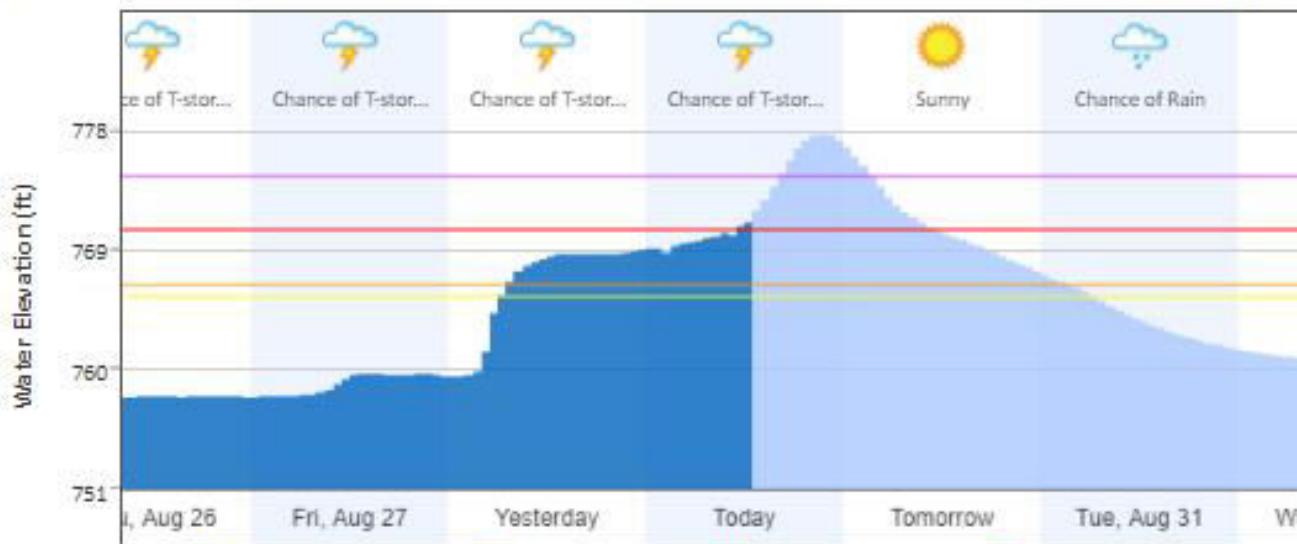 ce of T-stor... Chance of T-stor... Chance of T-stor... Chance of T-stor... Sunny Chance of Rain
778
769
760
751
Water Elevation (ft)
u, Aug 26 Fri, Aug 27 Yesterday Today Tomorrow Tue, Aug 31 W